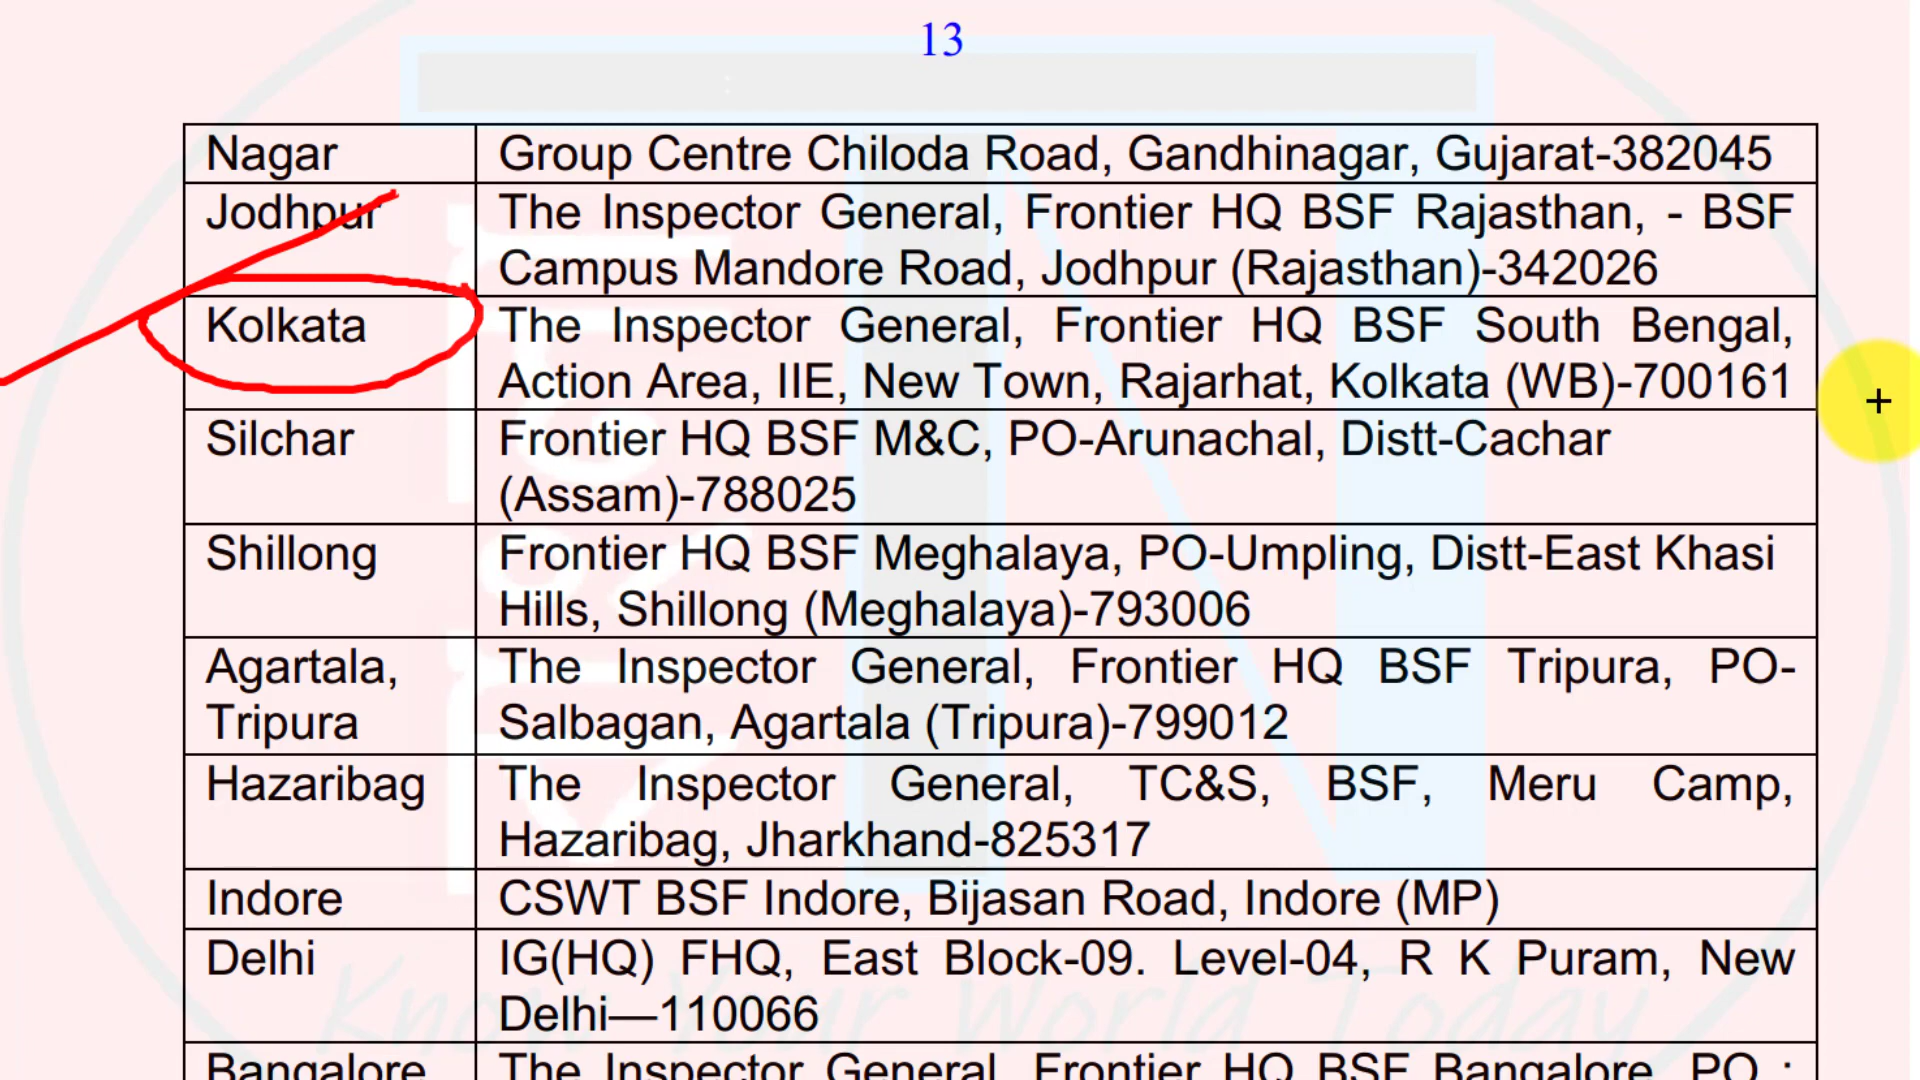 13
Nagar
Group Centre Chiloda Road, Gandhinagar, Gujarat-382045
Jodhpur
The Inspector General, Frontier HQ BSF Rajasthan, - BSF
Campus Mandore Road, Jodhpur (Rajasthan)-342026
Kolkata
The Inspector General, Frontier HQ BSF South Bengal,
Action Area, IIE, New Town, Rajarhat, Kolkata (WB)-700161
Silchar
Frontier HQ BSF M&C, PO-Arunachal, Distt-Cachar
(Assam)-788025
Shillong
Frontier HQ BSF Meghalaya, PO-Umpling, Distt-East Khasi
Hills, Shillong (Meghalaya)-793006
Agartala,
Tripura
The Inspector General, Frontier HQ BSF Tripura, PO-
Salbagan, Agartala (Tripura)-799012
Hazaribag
The Inspector General, TC&S, BSF, Meru Camp,
Hazaribag, Jharkhand-825317
Indore
CSWT BSF Indore, Bijasan Road, Indore (MP)
Delhi
IG(HQ) FHQ, East Block-09. Level-04, R K Puram, New
Delhi—110066
Bangalore
The Inspector General, Frontier HQ BSF Bangalore, PO :
Know Your World Today